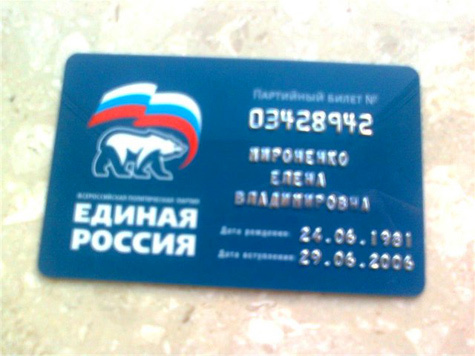 ПАРТИЙНЫЙ БИЛЕТ №
03428942
МИРОНЕНКО
ЕЛЕНА
ВЛАДИМИРОВНА
ВСЕРОССИЙСКАЯ ПОЛИТИЧЕСКАЯ ПАРТИЯ
ЕДИНАЯ
РОССИЯ
Дата рождения: 24.06.1981
Дата вступления: 29.06.2006